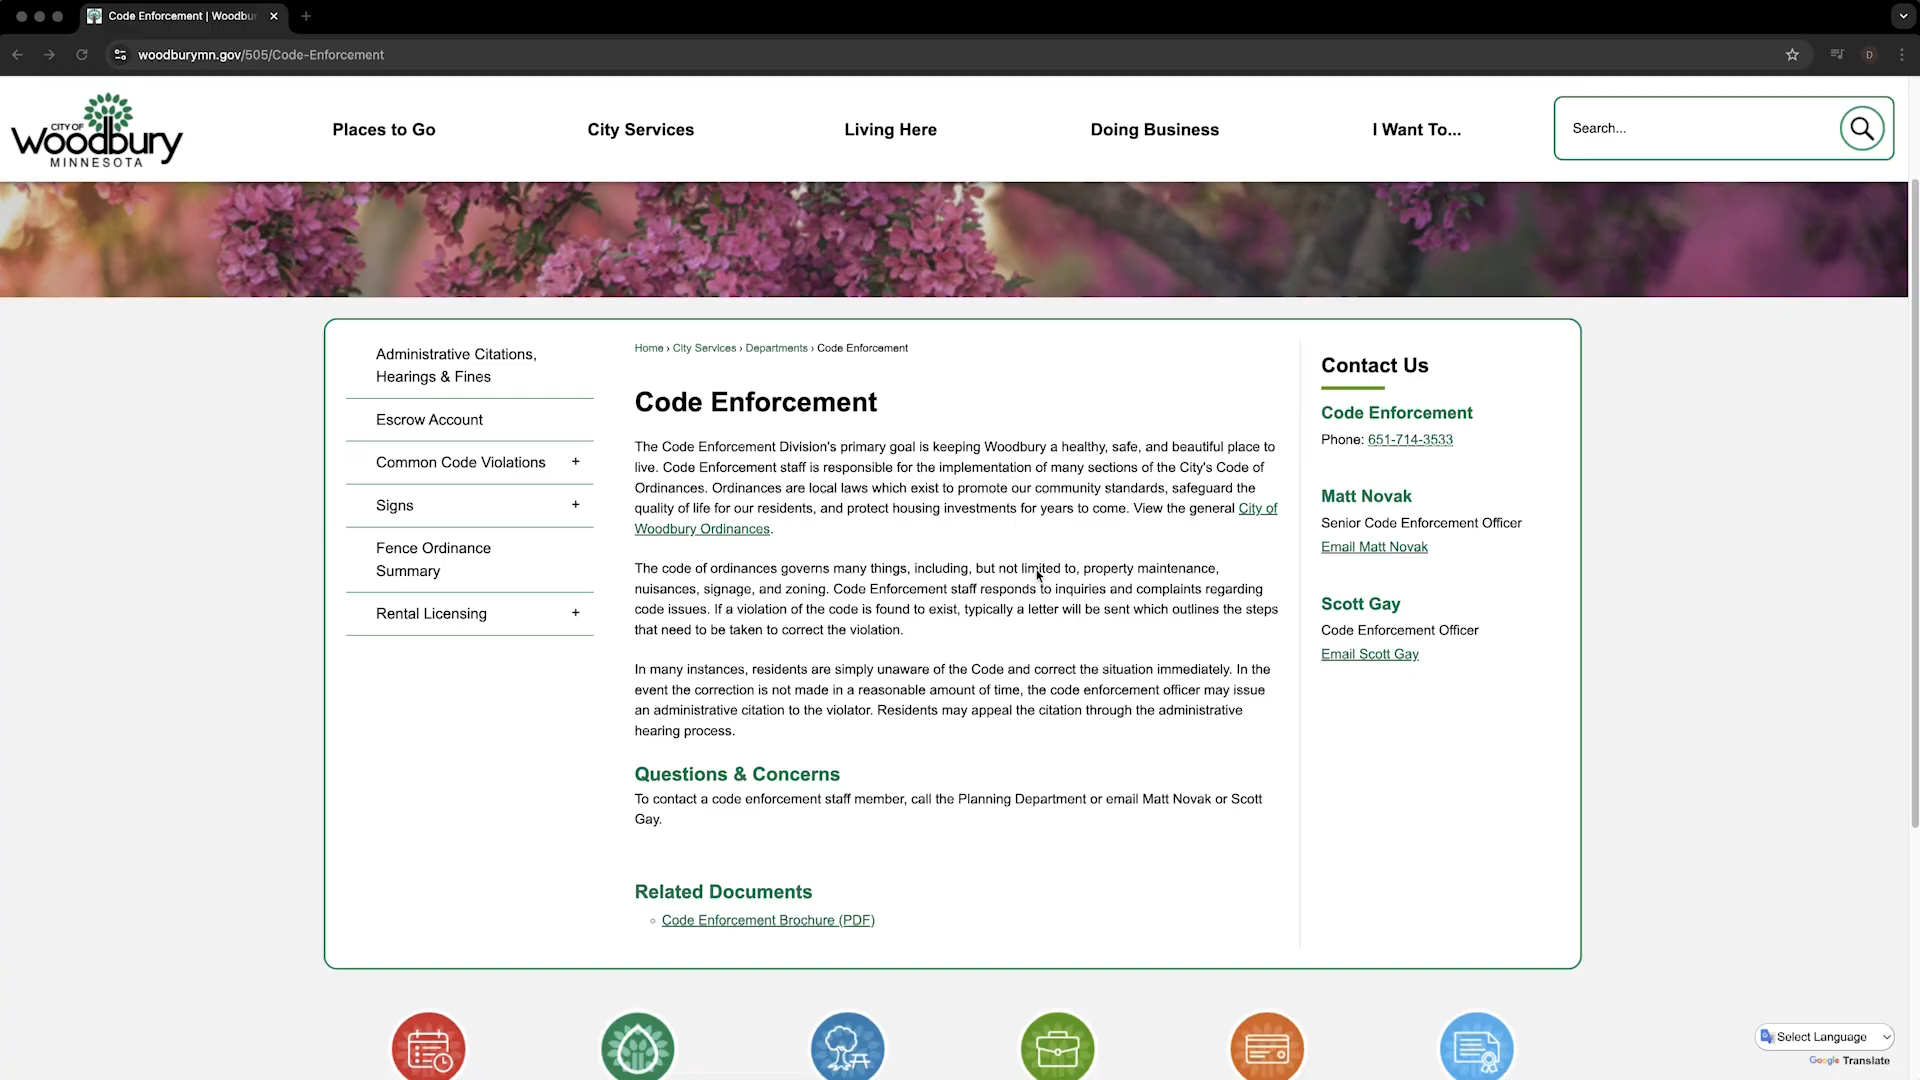 Code Enforcement | Woodbu
woodburymn.gov/505/Code-Enforcement
D
CITY OF
Woodbury
MINNESOTA
Places to Go
City Services
Living Here
Doing Business
I Want To...
Search...
Administrative Citations,
Hearings & Fines
Escrow Account
Common Code Violations +
Signs +
Fence Ordinance
Summary
Rental Licensing +
Home › City Services › Departments › Code Enforcement
Code Enforcement
The Code Enforcement Division's primary goal is keeping Woodbury a healthy, safe, and beautiful place to
live. Code Enforcement staff is responsible for the implementation of many sections of the City's Code of
Ordinances. Ordinances are local laws which exist to promote our community standards, safeguard the
quality of life for our residents, and protect housing investments for years to come. View the general City of
Woodbury Ordinances.
The code of ordinances governs many things, including, but not limited to, property maintenance,
nuisances, signage, and zoning. Code Enforcement staff responds to inquiries and complaints regarding
code issues. If a violation of the code is found to exist, typically a letter will be sent which outlines the steps
that need to be taken to correct the violation.
In many instances, residents are simply unaware of the Code and correct the situation immediately. In the
event the correction is not made in a reasonable amount of time, the code enforcement officer may issue
an administrative citation to the violator. Residents may appeal the citation through the administrative
hearing process.
Questions & Concerns
To contact a code enforcement staff member, call the Planning Department or email Matt Novak or Scott
Gay.
Related Documents
Code Enforcement Brochure (PDF)
Contact Us
Code Enforcement
Phone: 651-714-3533
Matt Novak
Senior Code Enforcement Officer
Email Matt Novak
Scott Gay
Code Enforcement Officer
Email Scott Gay
Select Language
Google Translate